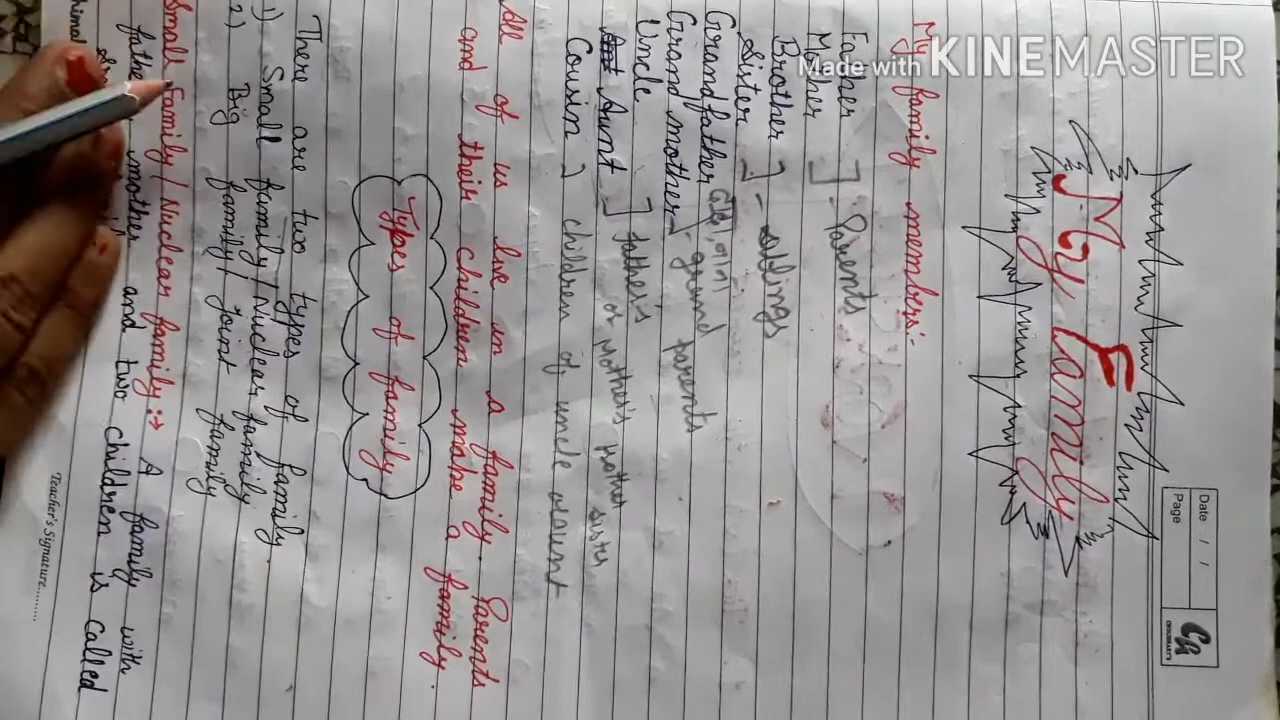 Made with KINEMASTER
Date / /
Page
My Family
My family members:-
Father
Mother ] Parents
Brother
Sister ] - siblings
Grandfather
Grand mother ] grand parents
Uncle
Aunt ] father's or Mother's sister
Cousin ] children of uncle
All of us live in a family. Parents
and their children make a family.
Types of family
There are two types of family.
1) Small family/Nuclear family
2) Big family/joint family
Small Family/Nuclear family:→ A family with
father mother and two children is called
Teacher's Signature.........